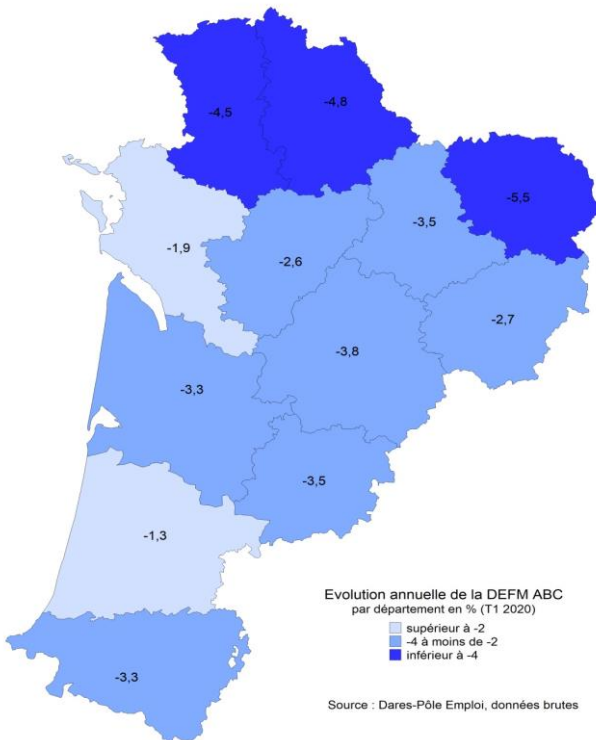 -4,5
-4,8
-5,5
-3,5
-1,9
-2,6
-2,7
-3,8
-3,3
-3,5
-1,3
-3,3
Evolution annuelle de la DEFM ABC
par département en % (T1 2020)
supérieur à -2
-4 à moins de -2
inférieur à -4
Source : Dares-Pôle Emploi, données brutes